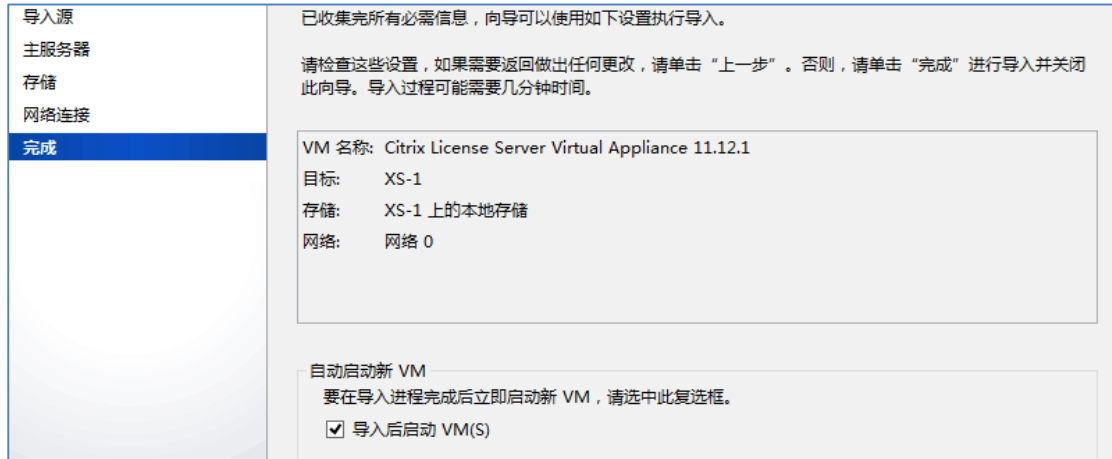 导入源
主服务器
存储
网络连接
完成
已收集完所有必需信息，向导可以使用如下设置执行导入。
请检查这些设置，如果需要返回做出任何更改，请单击“上一步”。否则，请单击“完成”进行导入并关闭
此向导。导入过程可能需要几分钟时间。
VM 名称: Citrix License Server Virtual Appliance 11.12.1
目标: XS-1
存储: XS-1 上的本地存储
网络: 网络 0
自动启动新 VM
要在导入进程完成后立即启动新 VM，请选中此复选框。
导入后启动 VM(S)